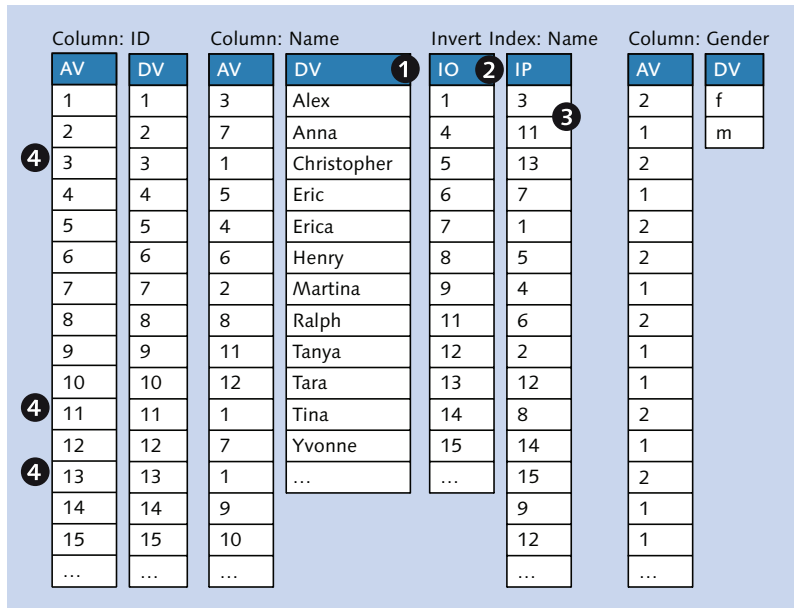 Column: ID Column: Name Invert Index: Name Column: Gender
AV DV AV DV 1 IO 2 IP AV DV
1 1 3 Alex 1 3 2 f
3
2 2 7 Anna 4 11 1 m
4 3 3 1 Christopher 5 13 2
4 4 5 Eric 6 7 1
5 5 4 Erica 7 1 2
6 6 6 Henry 8 5 2
7 7 2 Martina 9 4 1
8 8 8 Ralph 11 6 2
9 9 11 Tanya 12 2 1
10 10 12 Tara 13 12 1
4 11 11 1 Tina 14 8 2
12 12 7 Yvonne 15 14 1
4 13 13 1 ... ... 15 2
14 14 9 9 1
15 15 10 12 1
... ... ... ... ...